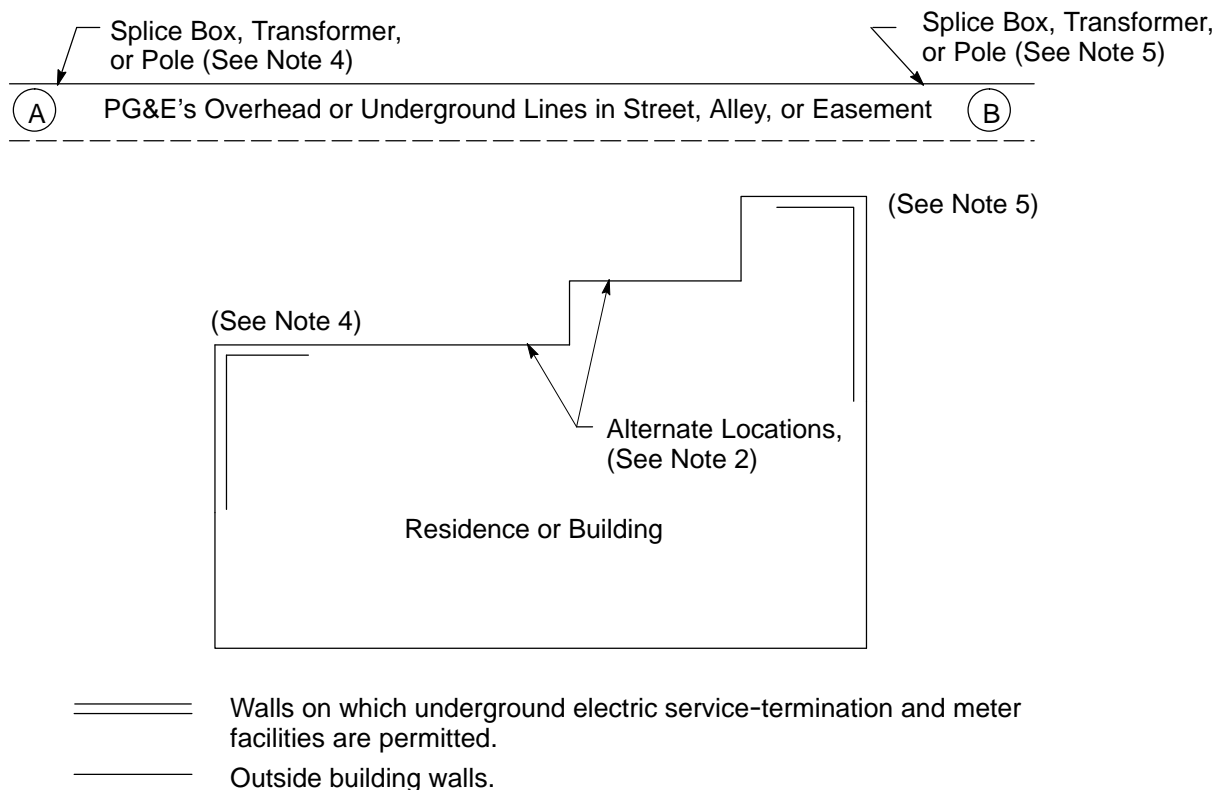 Splice Box, Transformer,
or Pole (See Note 4)
Splice Box, Transformer,
or Pole (See Note 5)
A
PG&E's Overhead or Underground Lines in Street, Alley, or Easement
B
(See Note 5)
(See Note 4)
Alternate Locations,
(See Note 2)
Residence or Building
Walls on which underground electric service-termination and meter
facilities are permitted.
Outside building walls.